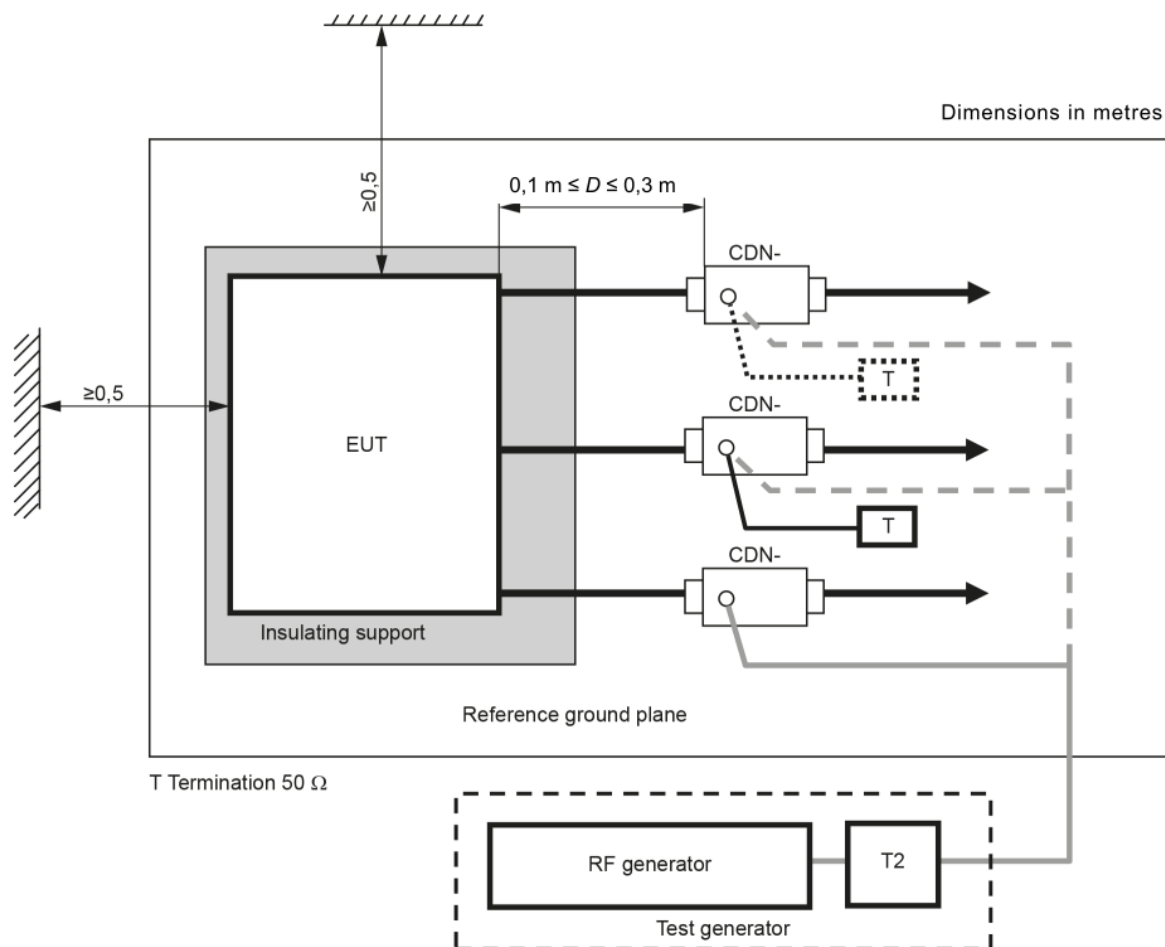 Dimensions in metres
≥0,5
0,1 m ≤ D ≤ 0,3 m
CDN-
T
≥0,5
CDN-
EUT
T
CDN-
Insulating support
Reference ground plane
T Termination 50 Ω
RF generator
T2
Test generator